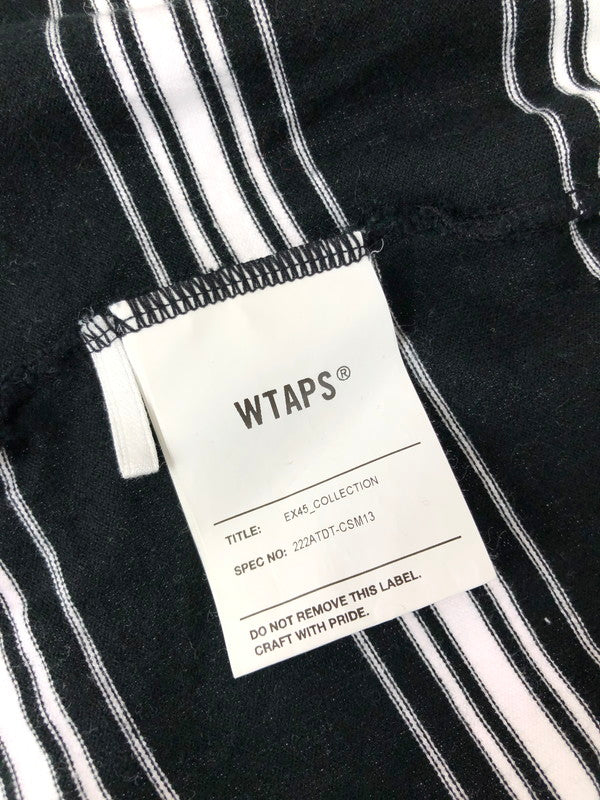 WTAPS®
TITLE: EX45_COLLECTION
SPEC NO: 222ATDT-CSM13
DO NOT REMOVE THIS LABEL.
CRAFT WITH PRIDE.